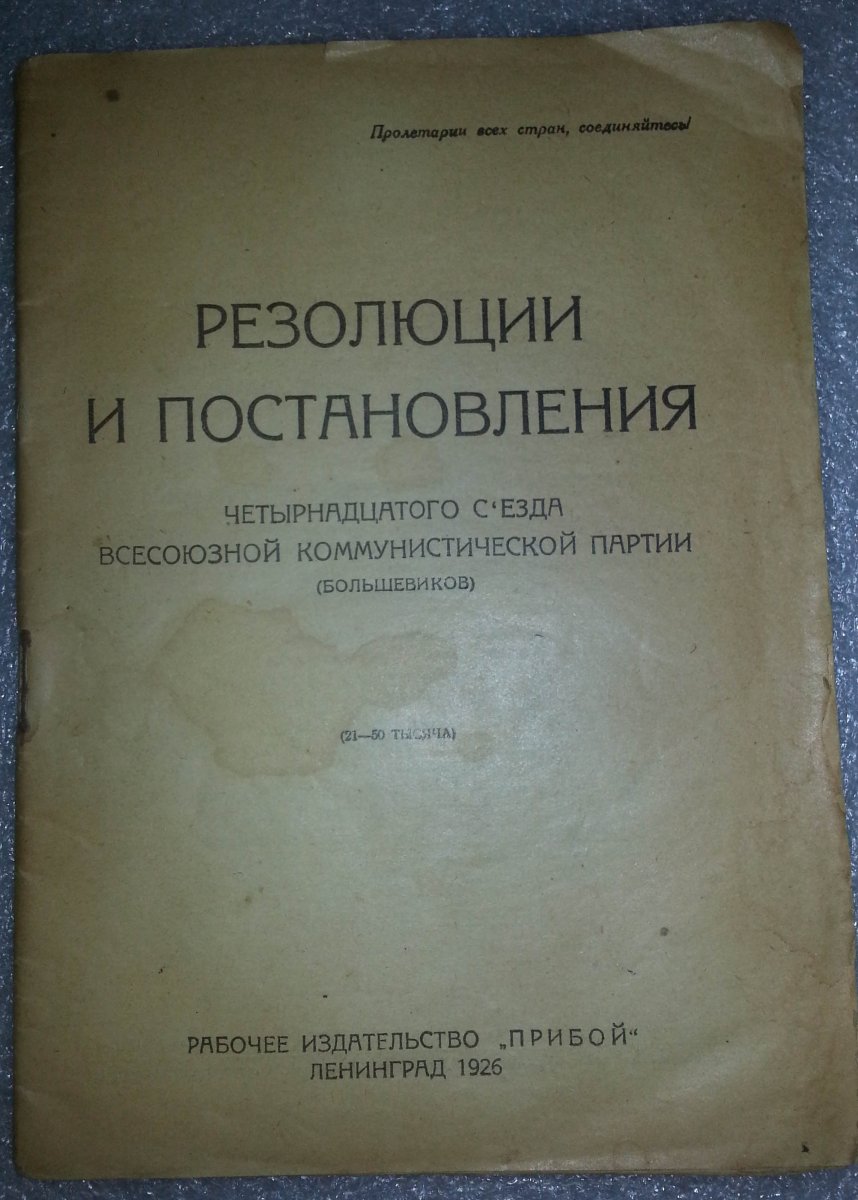 Пролетарии всех стран, соединяйтесь!
РЕЗОЛЮЦИИ
И ПОСТАНОВЛЕНИЯ
ЧЕТЫРНАДЦАТОГО С‘ЕЗДА
ВСЕСОЮЗНОЙ КОММУНИСТИЧЕСКОЙ ПАРТИИ
(БОЛЬШЕВИКОВ)
(21—50 ТЫСЯЧА)
РАБОЧЕЕ ИЗДАТЕЛЬСТВО „ПРИБОЙ“
ЛЕНИНГРАД 1926